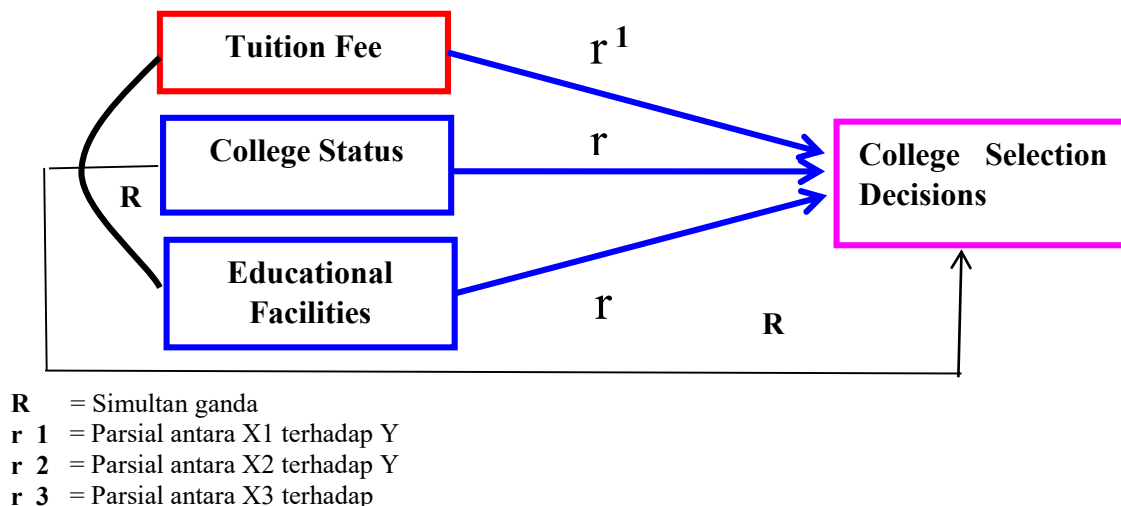 Tuition Fee
r 1
College Status
r
College Selection
Decisions
R
Educational
Facilities
r
R
R = Simultan ganda
r 1 = Parsial antara X1 terhadap Y
r 2 = Parsial antara X2 terhadap Y
r 3 = Parsial antara X3 terhadap